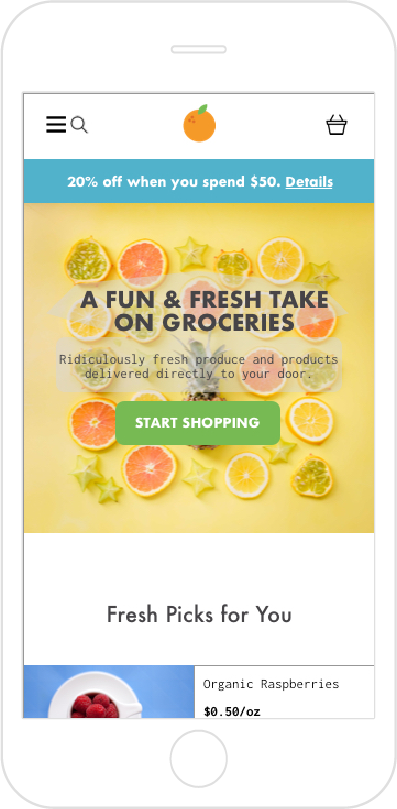 20% off when you spend $50. Details
A FUN & FRESH TAKE
ON GROCERIES
Ridiculously fresh produce and products
delivered directly to your door.
START SHOPPING
Fresh Picks for You
Organic Raspberries
$0.50/oz